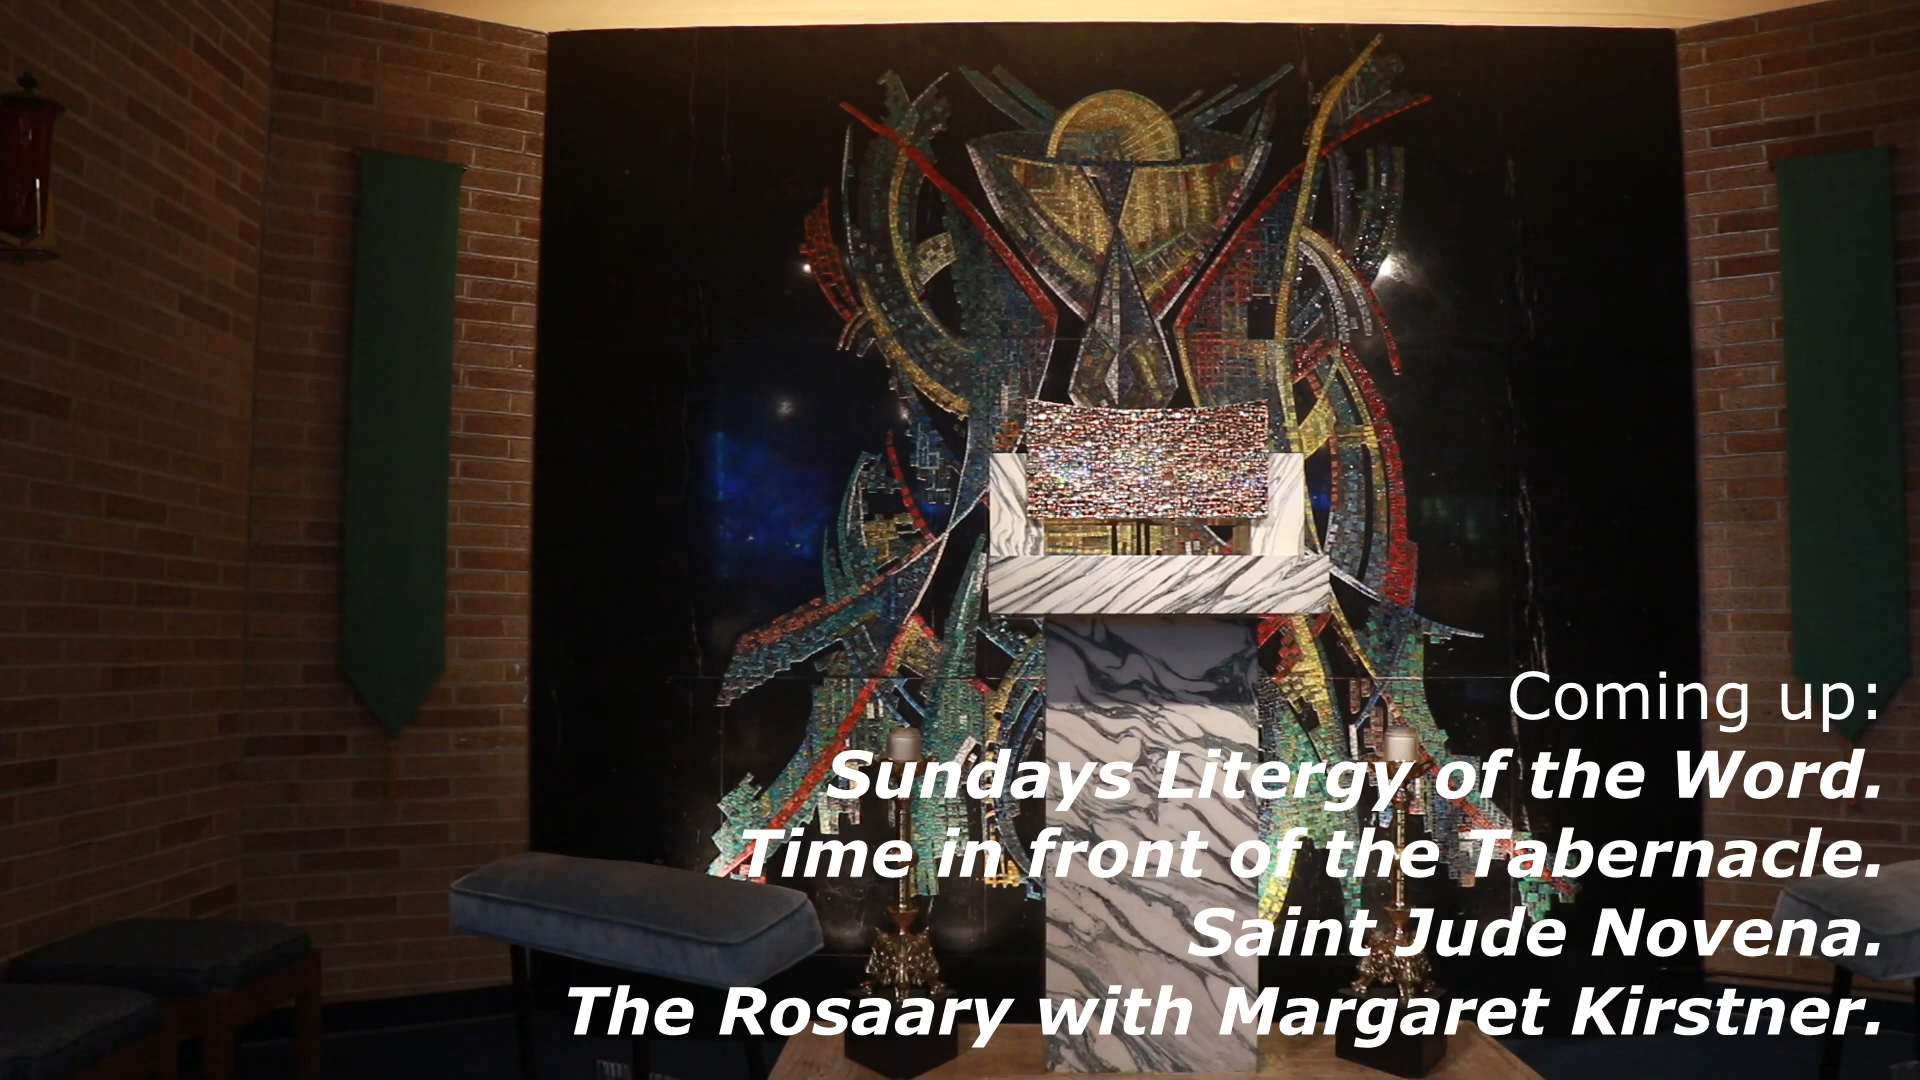 Coming up:
Sundays Litergy of the Word.
Time in front of the Tabernacle.
Saint Jude Novena.
The Rosaary with Margaret Kirstner.